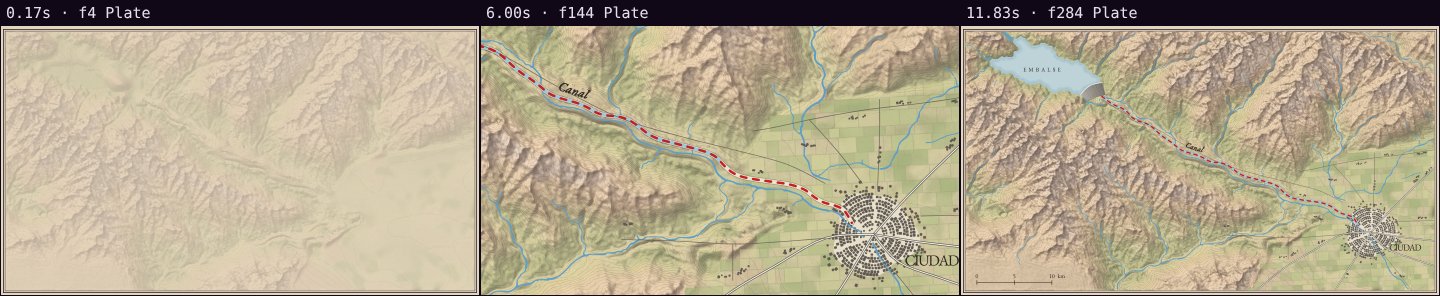 0.17s · f4 Plate
6.00s · f144 Plate
11.83s · f284 Plate
Canal
CIUDAD
EMBALSE
Canal
CIUDAD
0 5 10 km